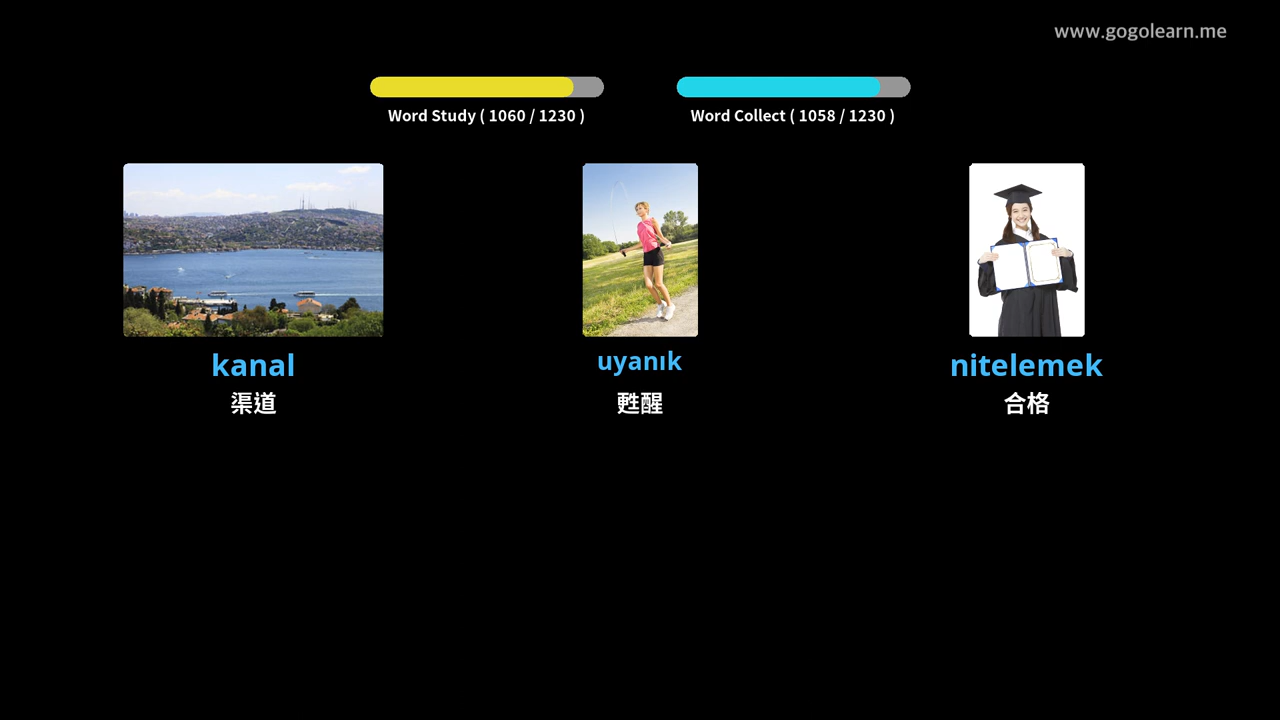 www.gogolearn.me
Word Study ( 1060 / 1230 )
Word Collect ( 1058 / 1230 )
kanal
渠道
uyanık
甦醒
nitelemek
合格